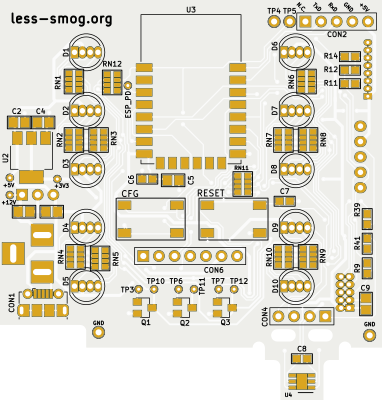 less-smog.org
U3
TP4 TP5
N.C TxD RxD GND +5V
CON2
D1
D6
RN1
RN12
ESP_PD
RN6
R14
R12
R11
C2 C4
D2
D7
U2
RN2
RN3
RN7
RN8
D3
D8
C6
C5
RN11
+5V
+3V3
+12V
CFG
RESET
C7
R39
D4
D9
R41
RN4
RN5
CON6
RN10
RN9
R9
D5
D10
CON1
TP3 TP10 TP6 TP11 TP7 TP12
C9
Q1 Q2 Q3
CON4
GND
GND
C8
U4